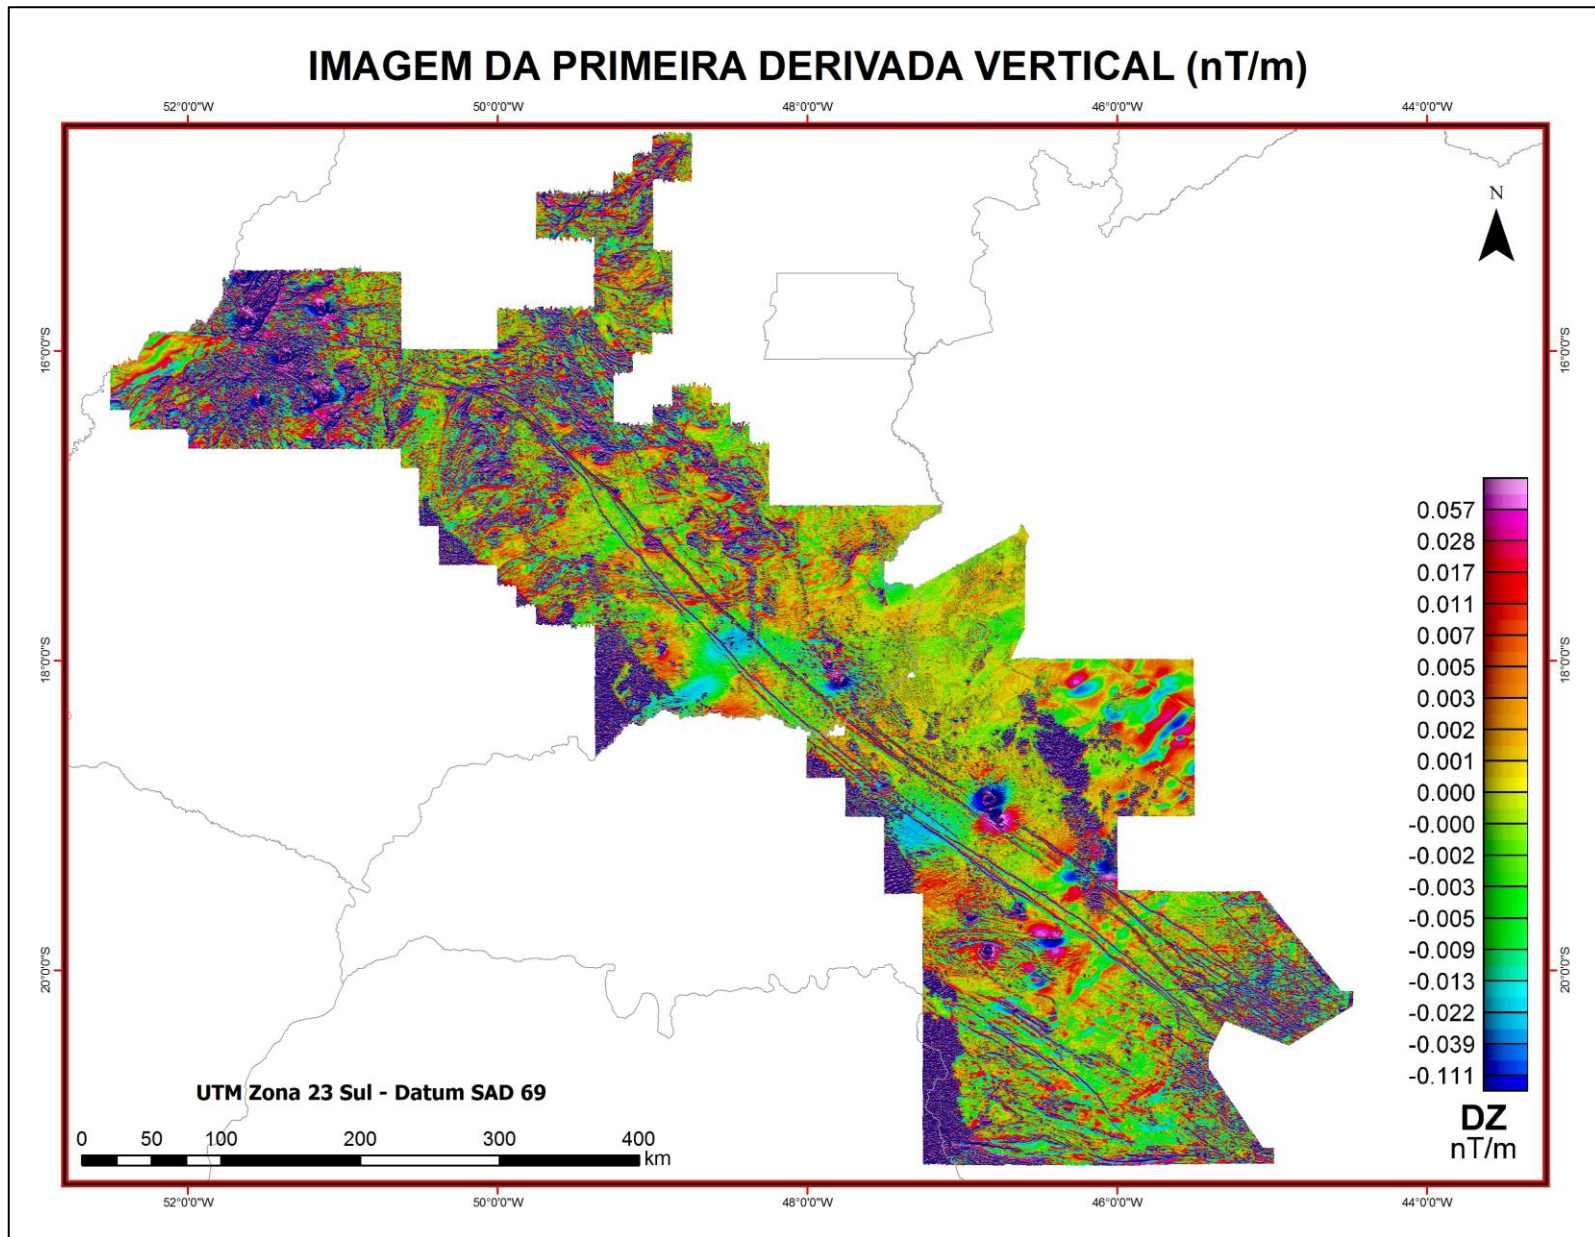 IMAGEM DA PRIMEIRA DERIVADA VERTICAL (nT/m)
52°0'0"W 50°0'0"W 48°0'0"W 46°0'0"W 44°0'0"W
N
16°0'0"S 16°0'0"S
18°0'0"S 18°0'0"S
20°0'0"S 20°0'0"S
0.057
0.028
0.017
0.011
0.007
0.005
0.003
0.002
0.001
0.000
-0.000
-0.002
-0.003
-0.005
-0.009
-0.013
-0.022
-0.039
-0.111
DZ
nT/m
UTM Zona 23 Sul - Datum SAD 69
0 50 100 200 300 400
km
52°0'0"W 50°0'0"W 48°0'0"W 46°0'0"W 44°0'0"W